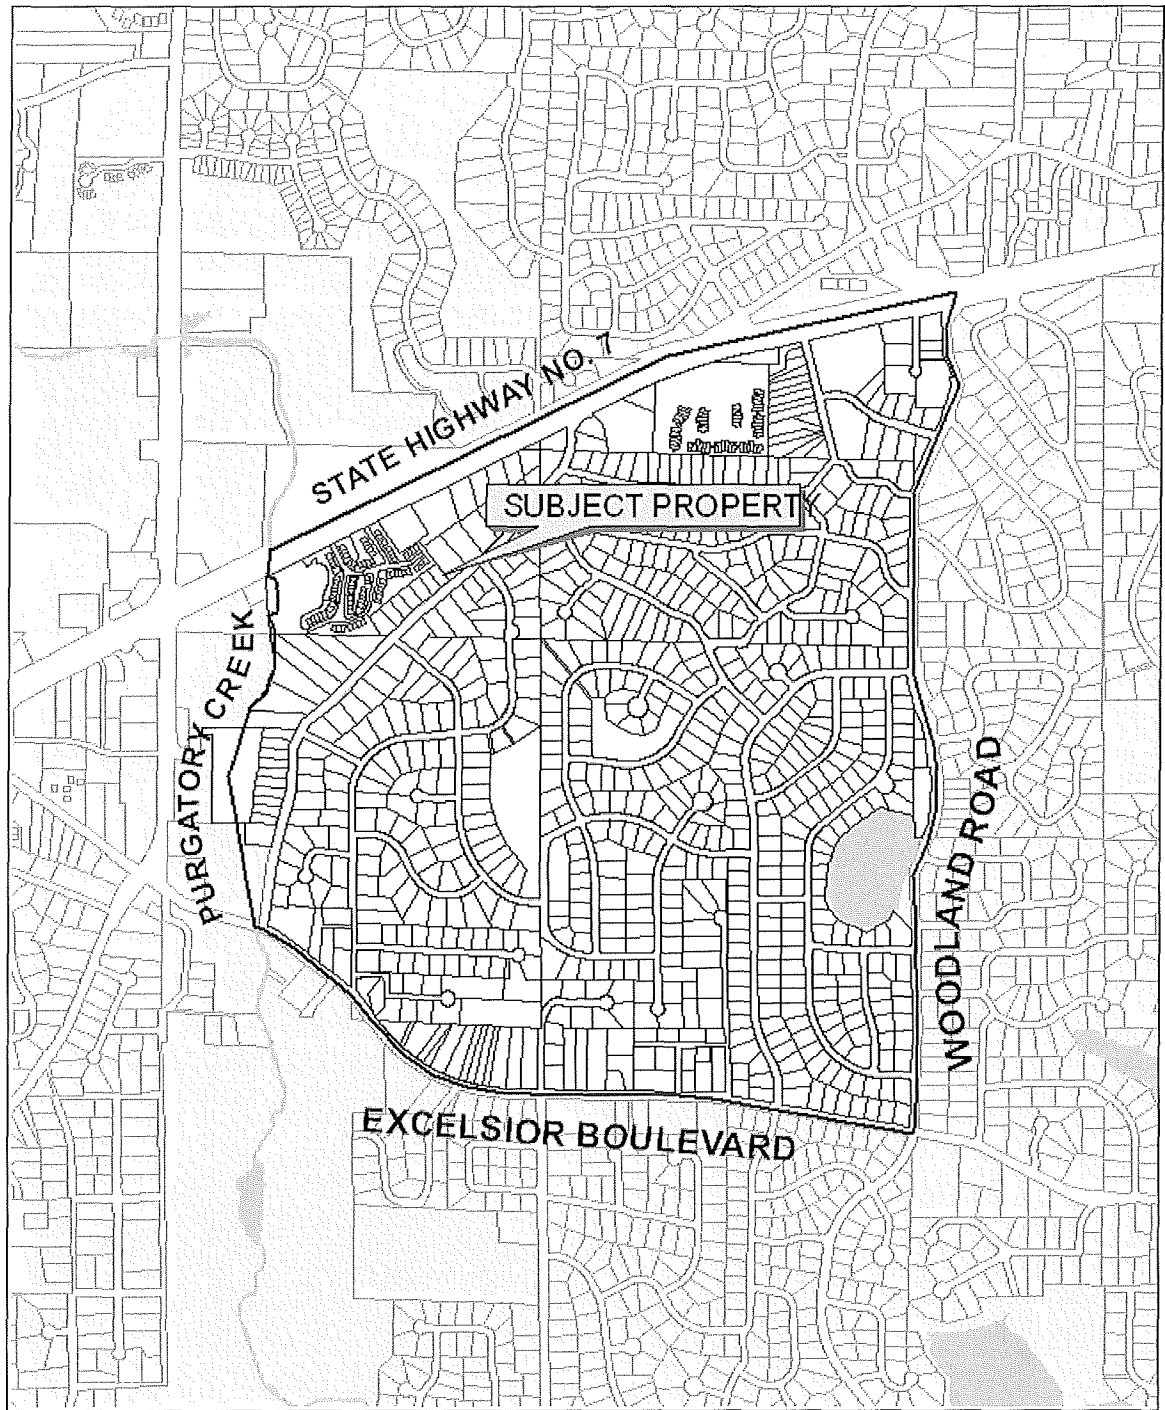 STATE HIGHWAY NO. 7
SUBJECT PROPERTY
PURGATORY CREEK
WOODLAND ROAD
EXCELSIOR BOULEVARD